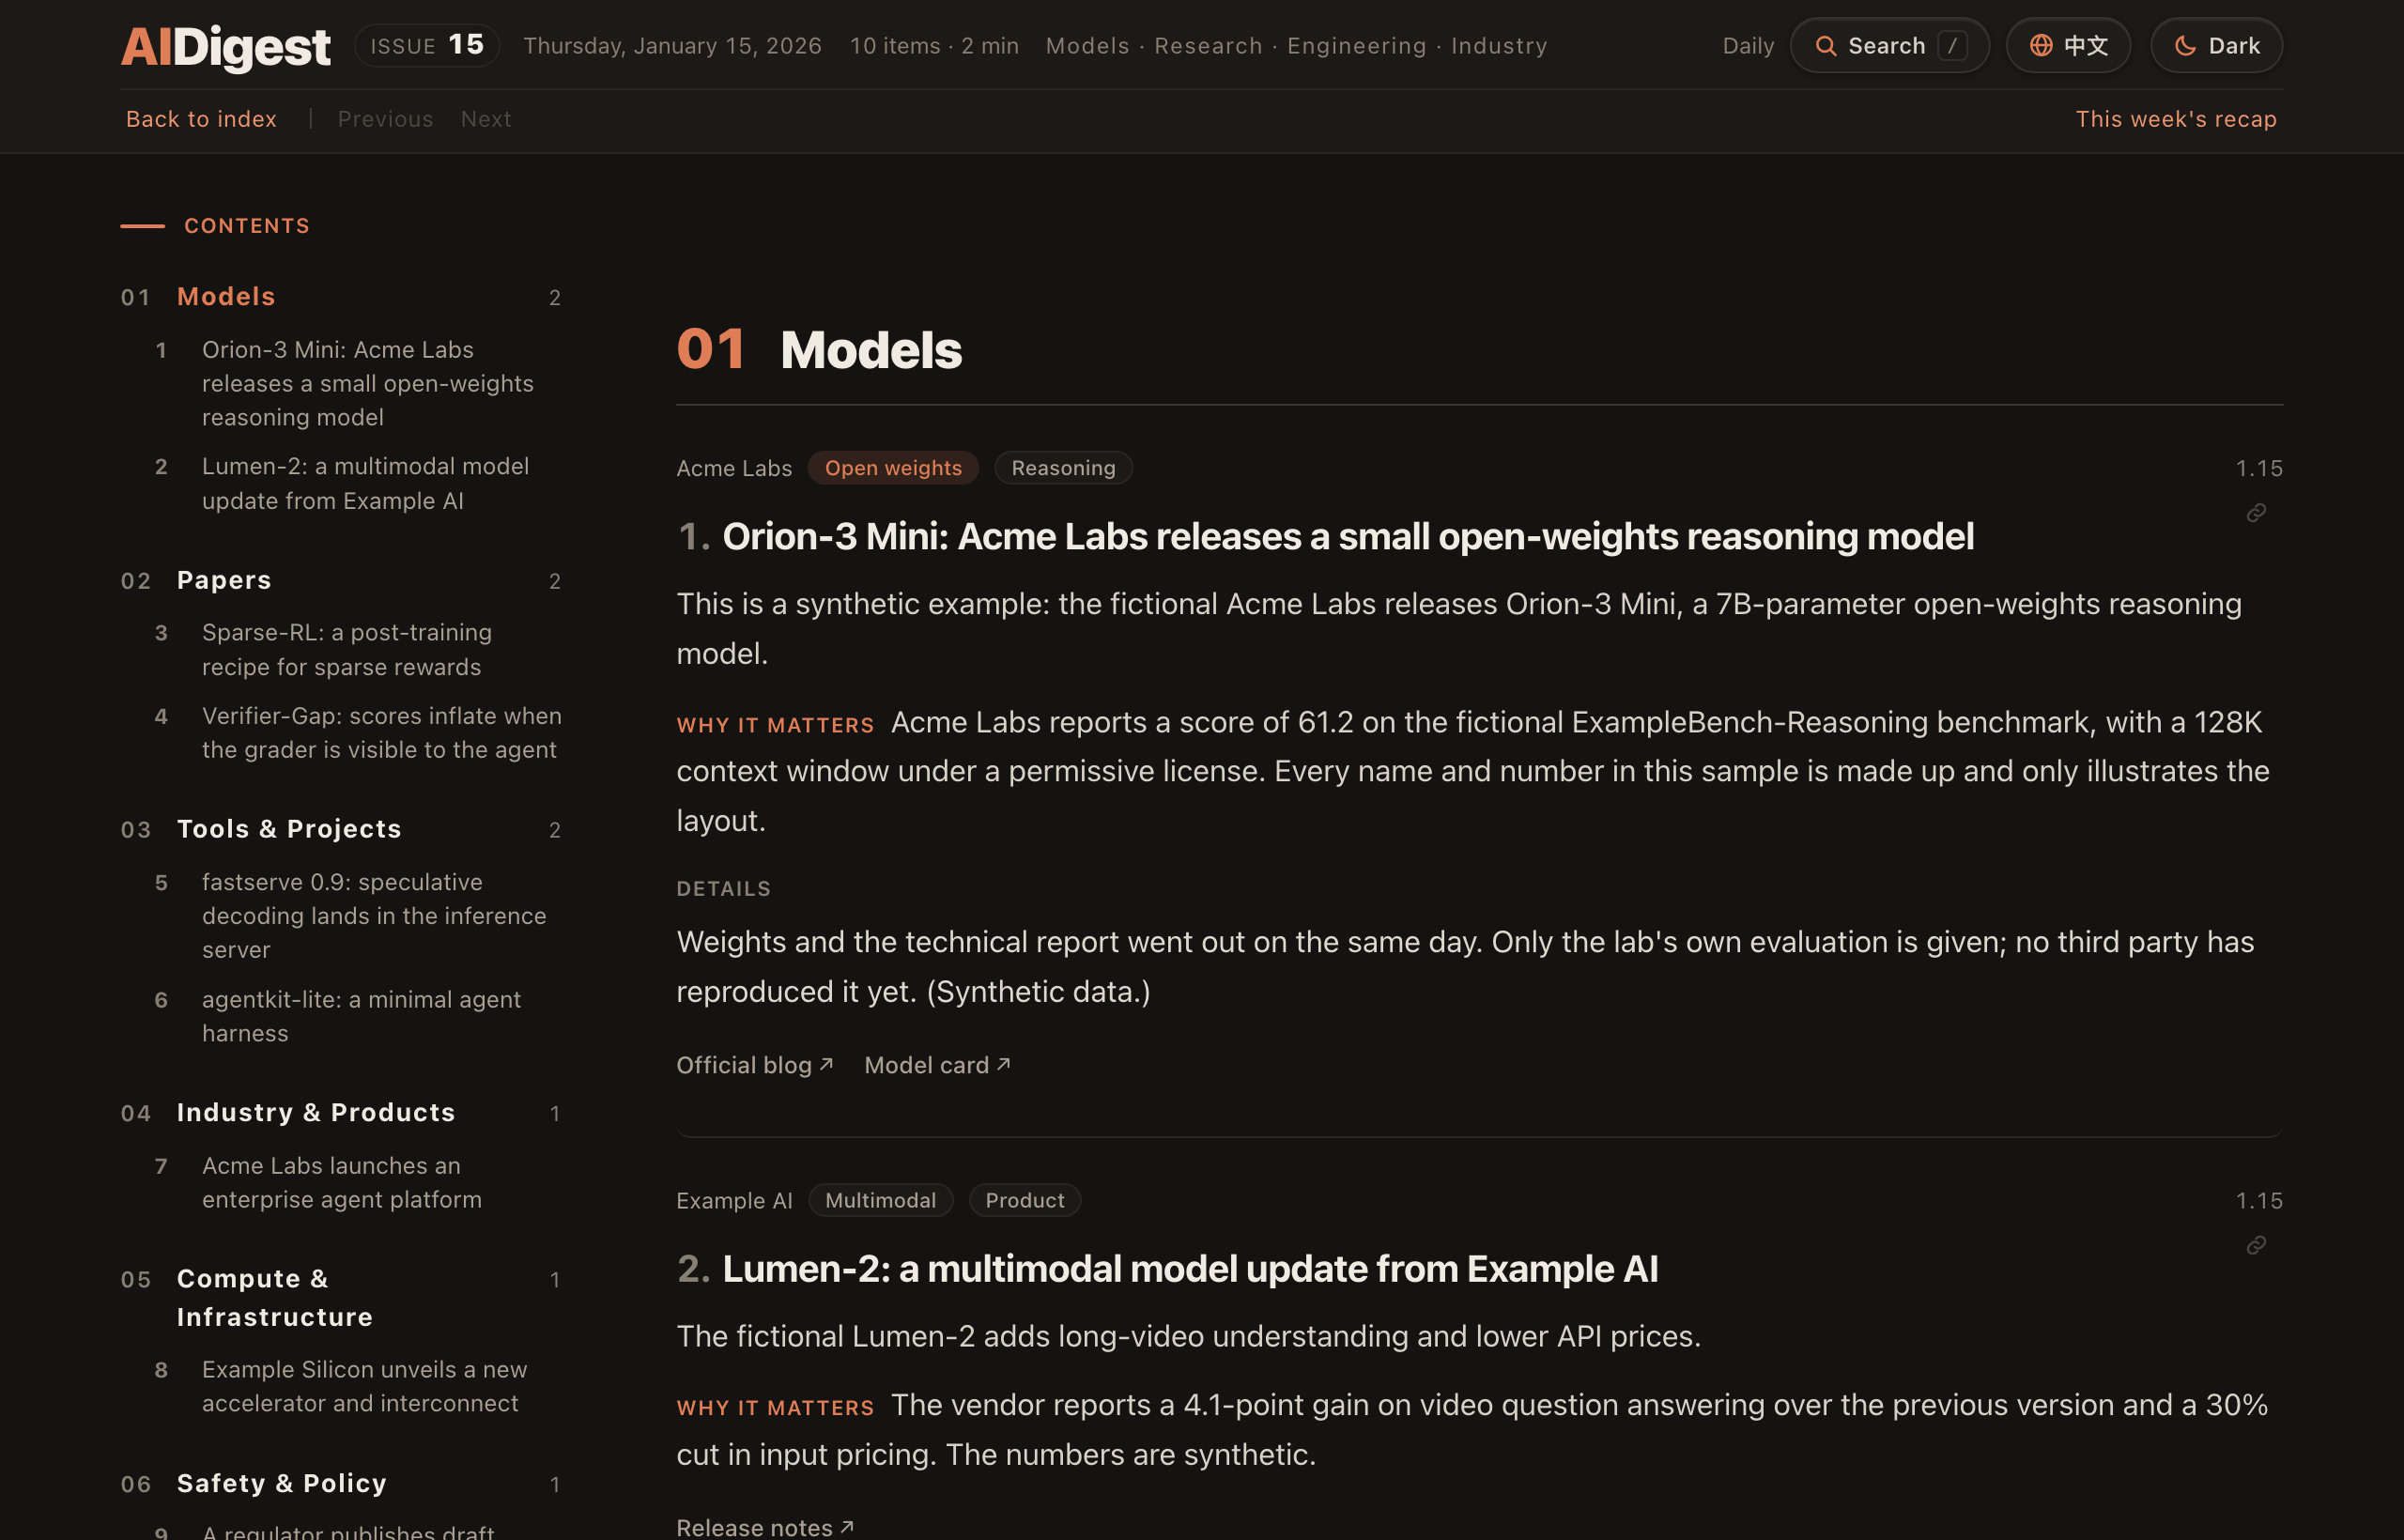 AIDigest ISSUE 15 Thursday, January 15, 2026 10 items · 2 min Models · Research · Engineering · Industry Daily Search / 中文 Dark
Back to index | Previous Next This week's recap
CONTENTS
01 Models 2
1 Orion-3 Mini: Acme Labs
releases a small open-weights
reasoning model
2 Lumen-2: a multimodal model
update from Example AI
02 Papers 2
3 Sparse-RL: a post-training
recipe for sparse rewards
4 Verifier-Gap: scores inflate when
the grader is visible to the agent
03 Tools & Projects 2
5 fastserve 0.9: speculative
decoding lands in the inference
server
6 agentkit-lite: a minimal agent
harness
04 Industry & Products 1
7 Acme Labs launches an
enterprise agent platform
05 Compute & 1
Infrastructure
8 Example Silicon unveils a new
accelerator and interconnect
06 Safety & Policy 1
9 A regulator publishes draft
01 Models
Acme Labs Open weights Reasoning 1.15
1. Orion-3 Mini: Acme Labs releases a small open-weights reasoning model
This is a synthetic example: the fictional Acme Labs releases Orion-3 Mini, a 7B-parameter open-weights reasoning
model.
WHY IT MATTERS Acme Labs reports a score of 61.2 on the fictional ExampleBench-Reasoning benchmark, with a 128K
context window under a permissive license. Every name and number in this sample is made up and only illustrates the
layout.
DETAILS
Weights and the technical report went out on the same day. Only the lab's own evaluation is given; no third party has
reproduced it yet. (Synthetic data.)
Official blog ↗ Model card ↗
Example AI Multimodal Product 1.15
2. Lumen-2: a multimodal model update from Example AI
The fictional Lumen-2 adds long-video understanding and lower API prices.
WHY IT MATTERS The vendor reports a 4.1-point gain on video question answering over the previous version and a 30%
cut in input pricing. The numbers are synthetic.
Release notes ↗